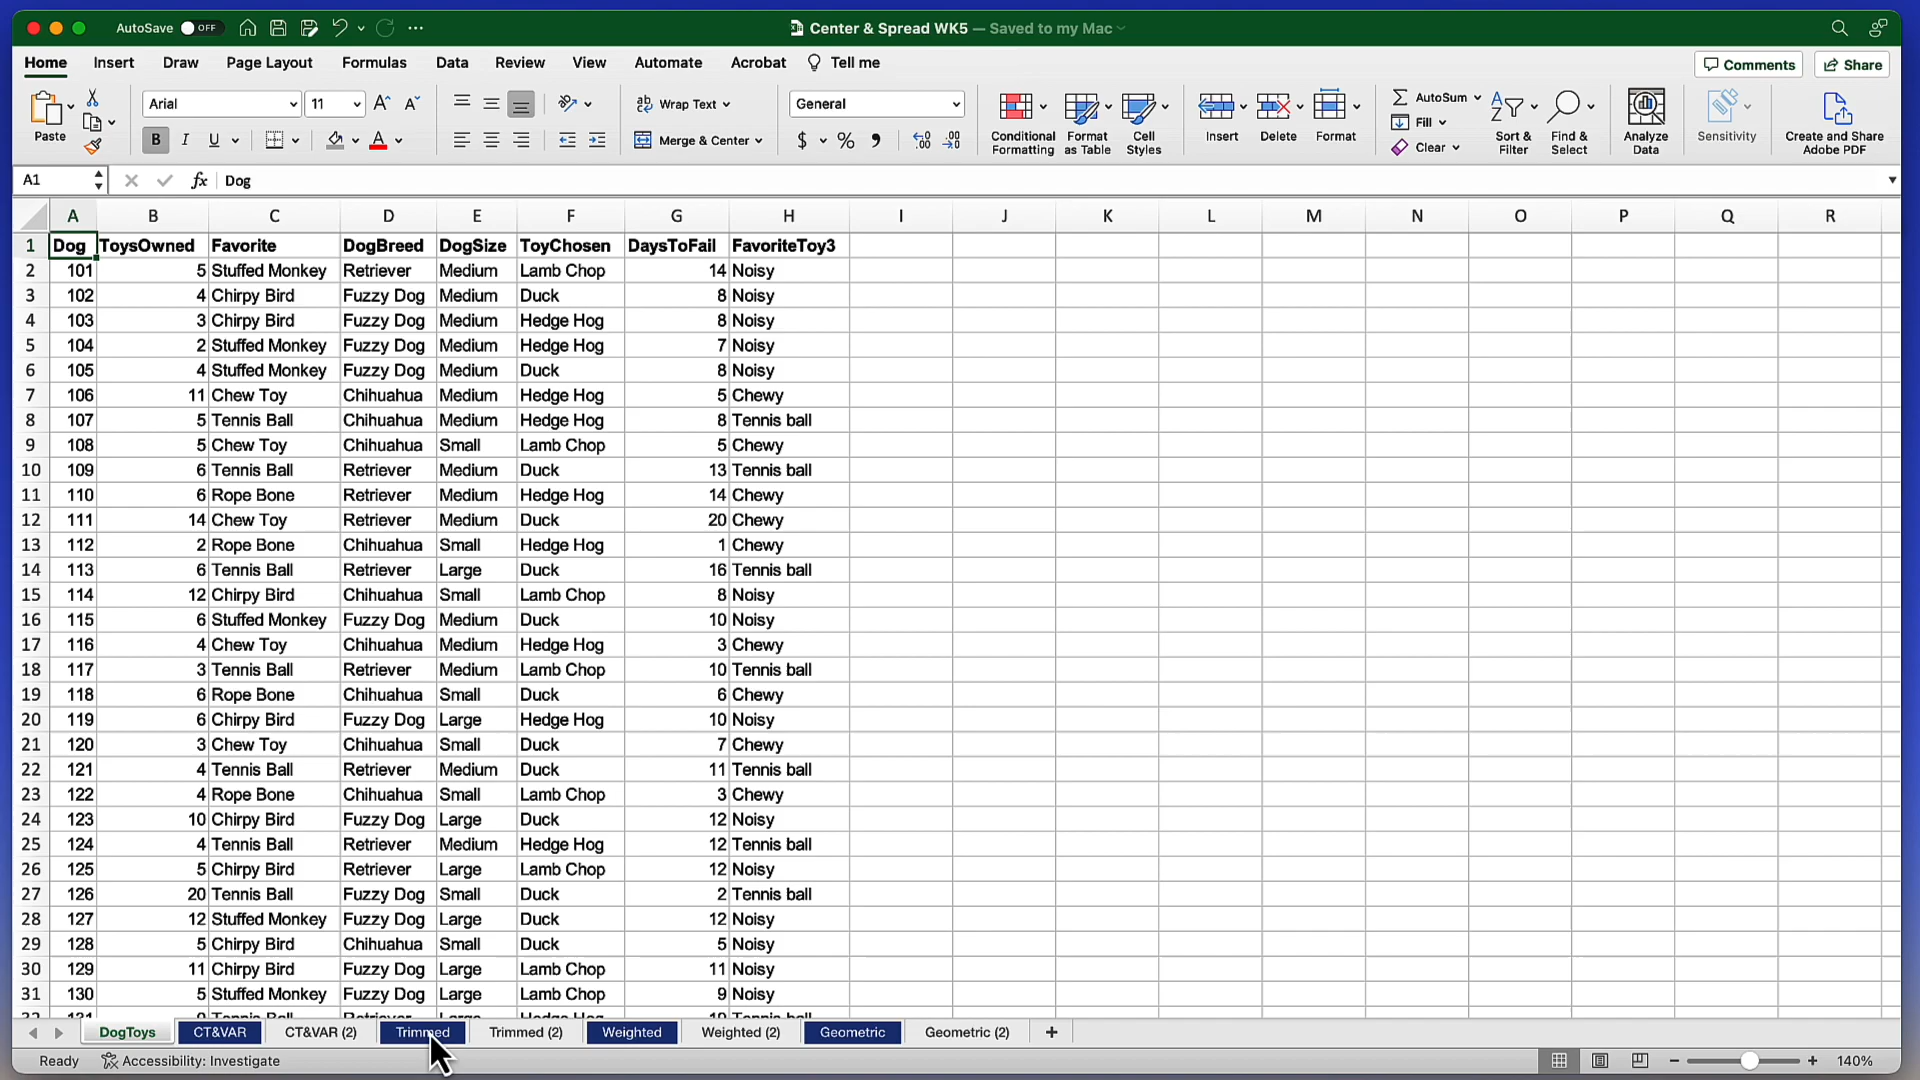 AutoSave OFF Center & Spread WK5 — Saved to my Mac
Home Insert Draw Page Layout Formulas Data Review View Automate Acrobat Tell me Comments Share
Paste Arial 11 Wrap Text Merge & Center General Conditional Formatting Format as Table Cell Styles Insert Delete Format AutoSum Fill Clear Sort & Filter Find & Select Analyze Data Sensitivity Create and Share Adobe PDF
A1 fx Dog
A B C D E F G H I J K L M N O P Q R
1 Dog ToysOwned Favorite DogBreed DogSize ToyChosen DaysToFail FavoriteToy3
2 101 5 Stuffed Monkey Retriever Medium Lamb Chop 14 Noisy
3 102 4 Chirpy Bird Fuzzy Dog Medium Duck 8 Noisy
4 103 3 Chirpy Bird Fuzzy Dog Medium Hedge Hog 8 Noisy
5 104 2 Stuffed Monkey Fuzzy Dog Medium Hedge Hog 7 Noisy
6 105 4 Stuffed Monkey Fuzzy Dog Medium Duck 8 Noisy
7 106 11 Chew Toy Chihuahua Medium Hedge Hog 5 Chewy
8 107 5 Tennis Ball Chihuahua Medium Hedge Hog 8 Tennis ball
9 108 5 Chew Toy Chihuahua Small Lamb Chop 5 Chewy
10 109 6 Tennis Ball Retriever Medium Duck 13 Tennis ball
11 110 6 Rope Bone Retriever Medium Hedge Hog 14 Chewy
12 111 14 Chew Toy Retriever Medium Duck 20 Chewy
13 112 2 Rope Bone Chihuahua Small Hedge Hog 1 Chewy
14 113 6 Tennis Ball Retriever Large Duck 16 Tennis ball
15 114 12 Chirpy Bird Chihuahua Small Lamb Chop 8 Noisy
16 115 6 Stuffed Monkey Fuzzy Dog Medium Duck 10 Noisy
17 116 4 Chew Toy Chihuahua Medium Hedge Hog 3 Chewy
18 117 3 Tennis Ball Retriever Medium Lamb Chop 10 Tennis ball
19 118 6 Rope Bone Chihuahua Small Duck 6 Chewy
20 119 6 Chirpy Bird Fuzzy Dog Large Hedge Hog 10 Noisy
21 120 3 Chew Toy Chihuahua Small Duck 7 Chewy
22 121 4 Tennis Ball Retriever Medium Duck 11 Tennis ball
23 122 4 Rope Bone Chihuahua Small Lamb Chop 3 Chewy
24 123 10 Chirpy Bird Fuzzy Dog Large Duck 12 Noisy
25 124 4 Tennis Ball Retriever Medium Hedge Hog 12 Tennis ball
26 125 5 Chirpy Bird Retriever Large Lamb Chop 12 Noisy
27 126 20 Tennis Ball Fuzzy Dog Small Duck 2 Tennis ball
28 127 12 Stuffed Monkey Fuzzy Dog Large Duck 12 Noisy
29 128 5 Chirpy Bird Chihuahua Small Duck 5 Noisy
30 129 11 Chirpy Bird Fuzzy Dog Large Lamb Chop 11 Noisy
31 130 5 Stuffed Monkey Fuzzy Dog Large Lamb Chop 9 Noisy
DogToys CT&VAR CT&VAR (2) Trimmed Trimmed (2) Weighted Weighted (2) Geometric Geometric (2)
Ready Accessibility: Investigate 140%